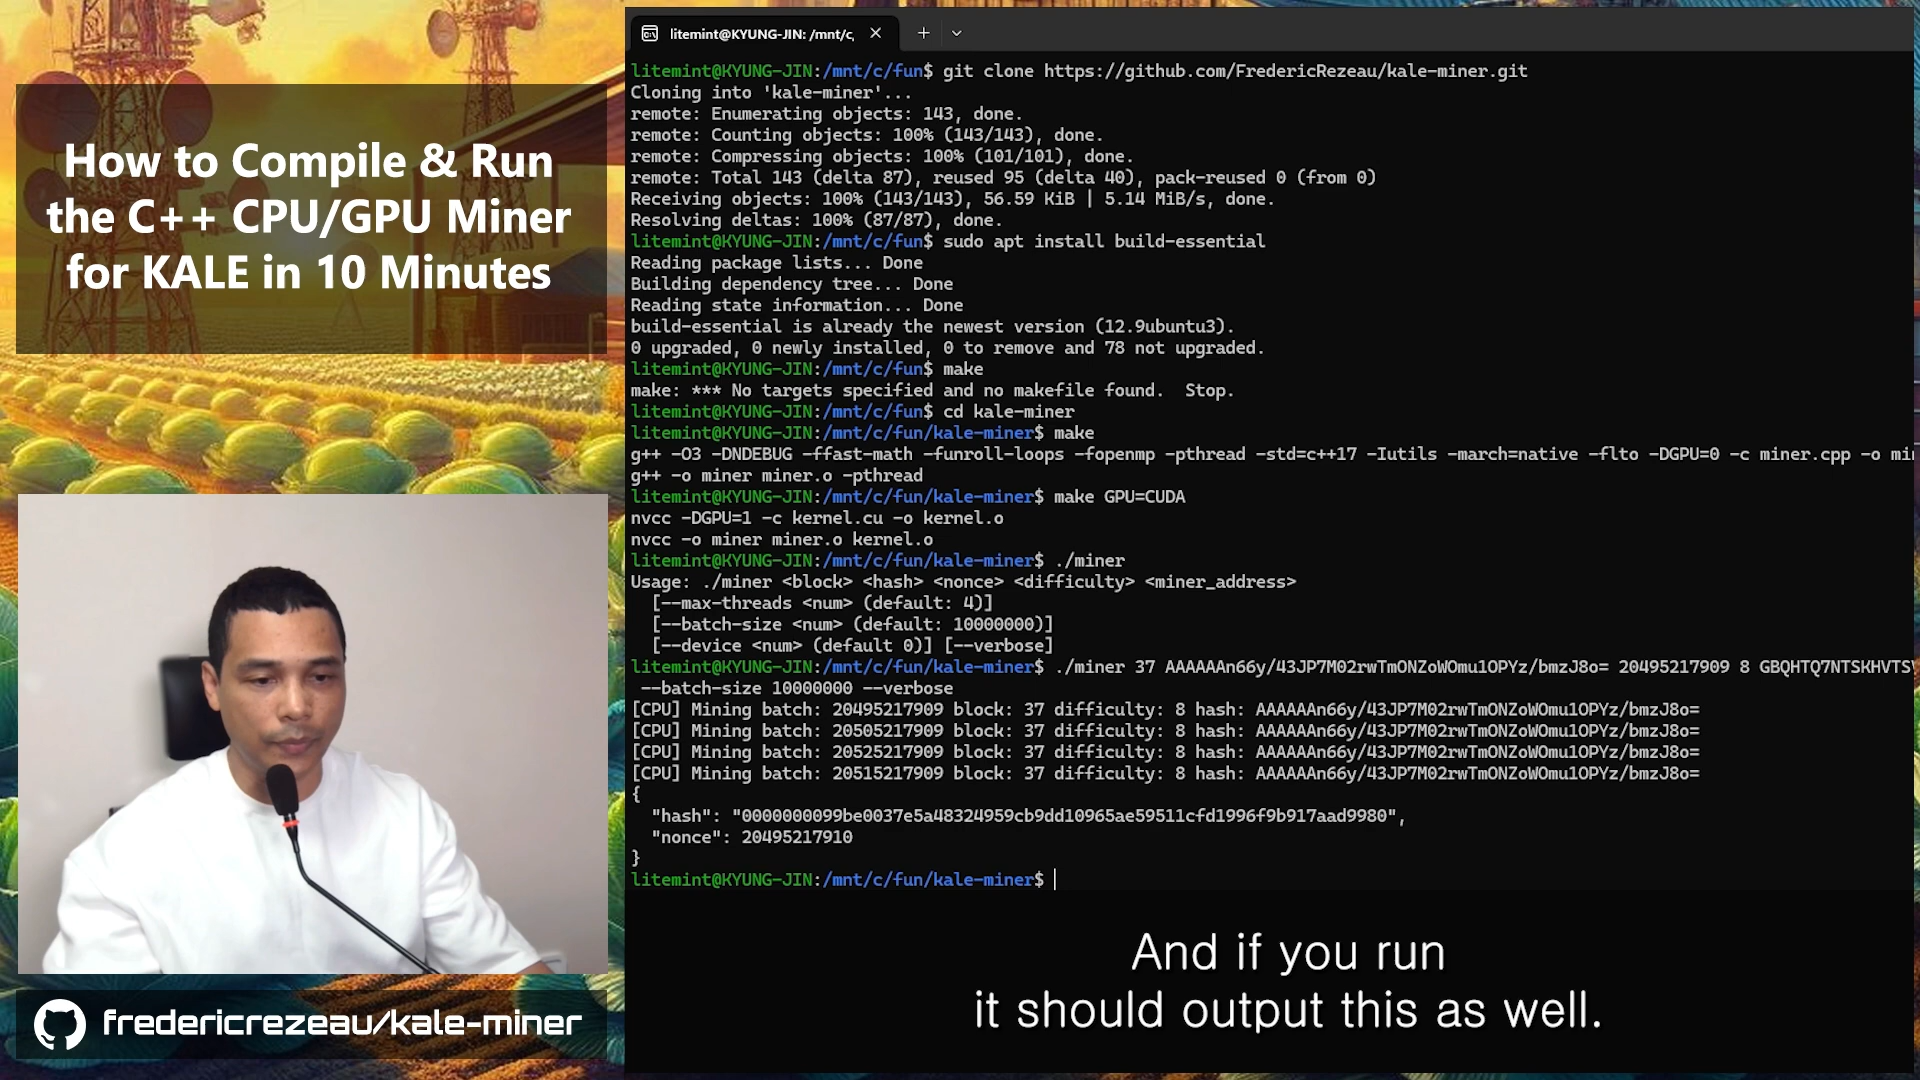 How to Compile & Run
the C++ CPU/GPU Miner
for KALE in 10 Minutes
fredericrezeau/kale-miner
litemint@KYUNG-JIN: /mnt/c,
litemint@KYUNG-JIN:/mnt/c/fun$ git clone https://github.com/FredericRezeau/kale-miner.git
Cloning into 'kale-miner'...
remote: Enumerating objects: 143, done.
remote: Counting objects: 100% (143/143), done.
remote: Compressing objects: 100% (101/101), done.
remote: Total 143 (delta 87), reused 95 (delta 40), pack-reused 0 (from 0)
Receiving objects: 100% (143/143), 56.59 KiB | 5.14 MiB/s, done.
Resolving deltas: 100% (87/87), done.
litemint@KYUNG-JIN:/mnt/c/fun$ sudo apt install build-essential
Reading package lists... Done
Building dependency tree... Done
Reading state information... Done
build-essential is already the newest version (12.9ubuntu3).
0 upgraded, 0 newly installed, 0 to remove and 78 not upgraded.
litemint@KYUNG-JIN:/mnt/c/fun$ make
make: *** No targets specified and no makefile found.  Stop.
litemint@KYUNG-JIN:/mnt/c/fun$ cd kale-miner
litemint@KYUNG-JIN:/mnt/c/fun/kale-miner$ make
g++ -O3 -DNDEBUG -ffast-math -funroll-loops -fopenmp -pthread -std=c++17 -Iutils -march=native -flto -DGPU=0 -c miner.cpp -o mi
g++ -o miner miner.o -pthread
litemint@KYUNG-JIN:/mnt/c/fun/kale-miner$ make GPU=CUDA
nvcc -DGPU=1 -c kernel.cu -o kernel.o
nvcc -o miner miner.o kernel.o
litemint@KYUNG-JIN:/mnt/c/fun/kale-miner$ ./miner
Usage: ./miner <block> <hash> <nonce> <difficulty> <miner_address>
[--max-threads <num> (default: 4)]
[--batch-size <num> (default: 10000000)]
[--device <num> (default 0)] [--verbose]
litemint@KYUNG-JIN:/mnt/c/fun/kale-miner$ ./miner 37 AAAAAAn66y/43JP7M02rwTmONZoWOmu1OPYz/bmzJ8o= 20495217909 8 GBQHTQ7NTSKHVTS
--batch-size 10000000 --verbose
[CPU] Mining batch: 20495217909 block: 37 difficulty: 8 hash: AAAAAAn66y/43JP7M02rwTmONZoWOmu1OPYz/bmzJ8o=
[CPU] Mining batch: 20505217909 block: 37 difficulty: 8 hash: AAAAAAn66y/43JP7M02rwTmONZoWOmu1OPYz/bmzJ8o=
[CPU] Mining batch: 20525217909 block: 37 difficulty: 8 hash: AAAAAAn66y/43JP7M02rwTmONZoWOmu1OPYz/bmzJ8o=
[CPU] Mining batch: 20515217909 block: 37 difficulty: 8 hash: AAAAAAn66y/43JP7M02rwTmONZoWOmu1OPYz/bmzJ8o=
{
"hash": "0000000099be0037e5a48324959cb9dd10965ae59511cfd1996f9b917aad9980",
"nonce": 20495217910
}
litemint@KYUNG-JIN:/mnt/c/fun/kale-miner$
And if you run
it should output this as well.